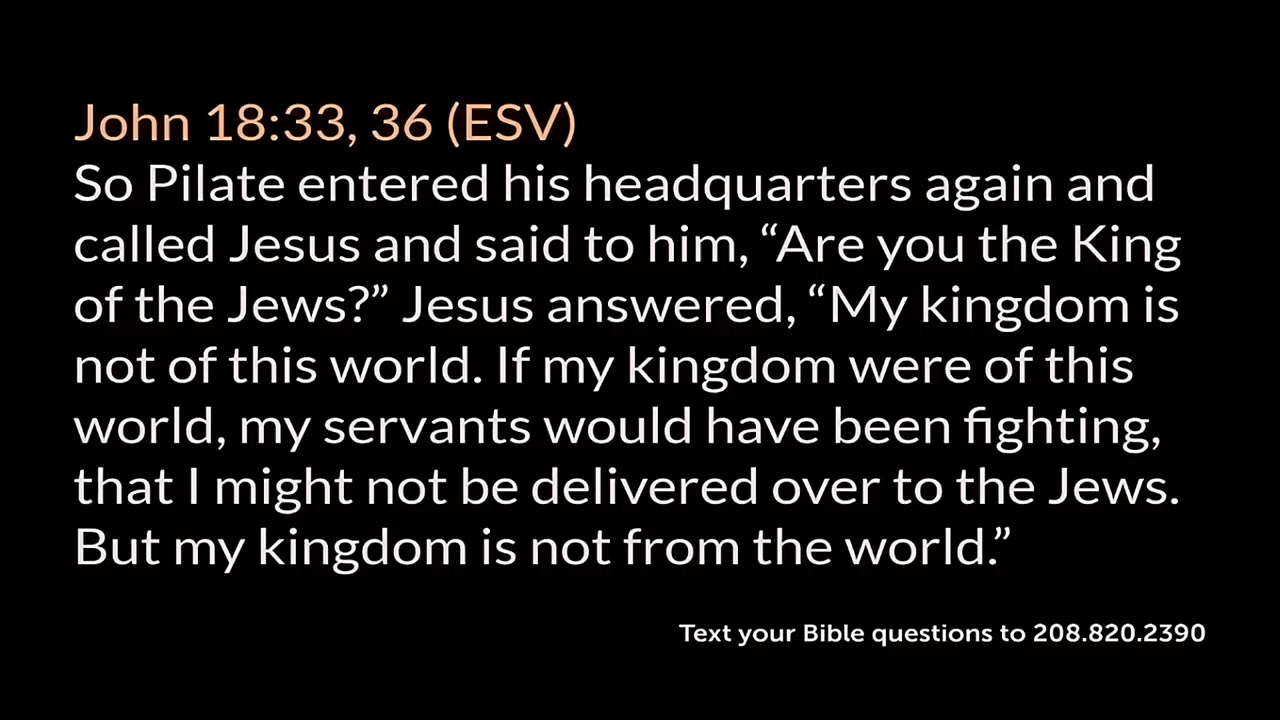 John 18:33, 36 (ESV)
So Pilate entered his headquarters again and
called Jesus and said to him, “Are you the King
of the Jews?” Jesus answered, “My kingdom is
not of this world. If my kingdom were of this
world, my servants would have been fighting,
that I might not be delivered over to the Jews.
But my kingdom is not from the world.”
Text your Bible questions to 208.820.2390